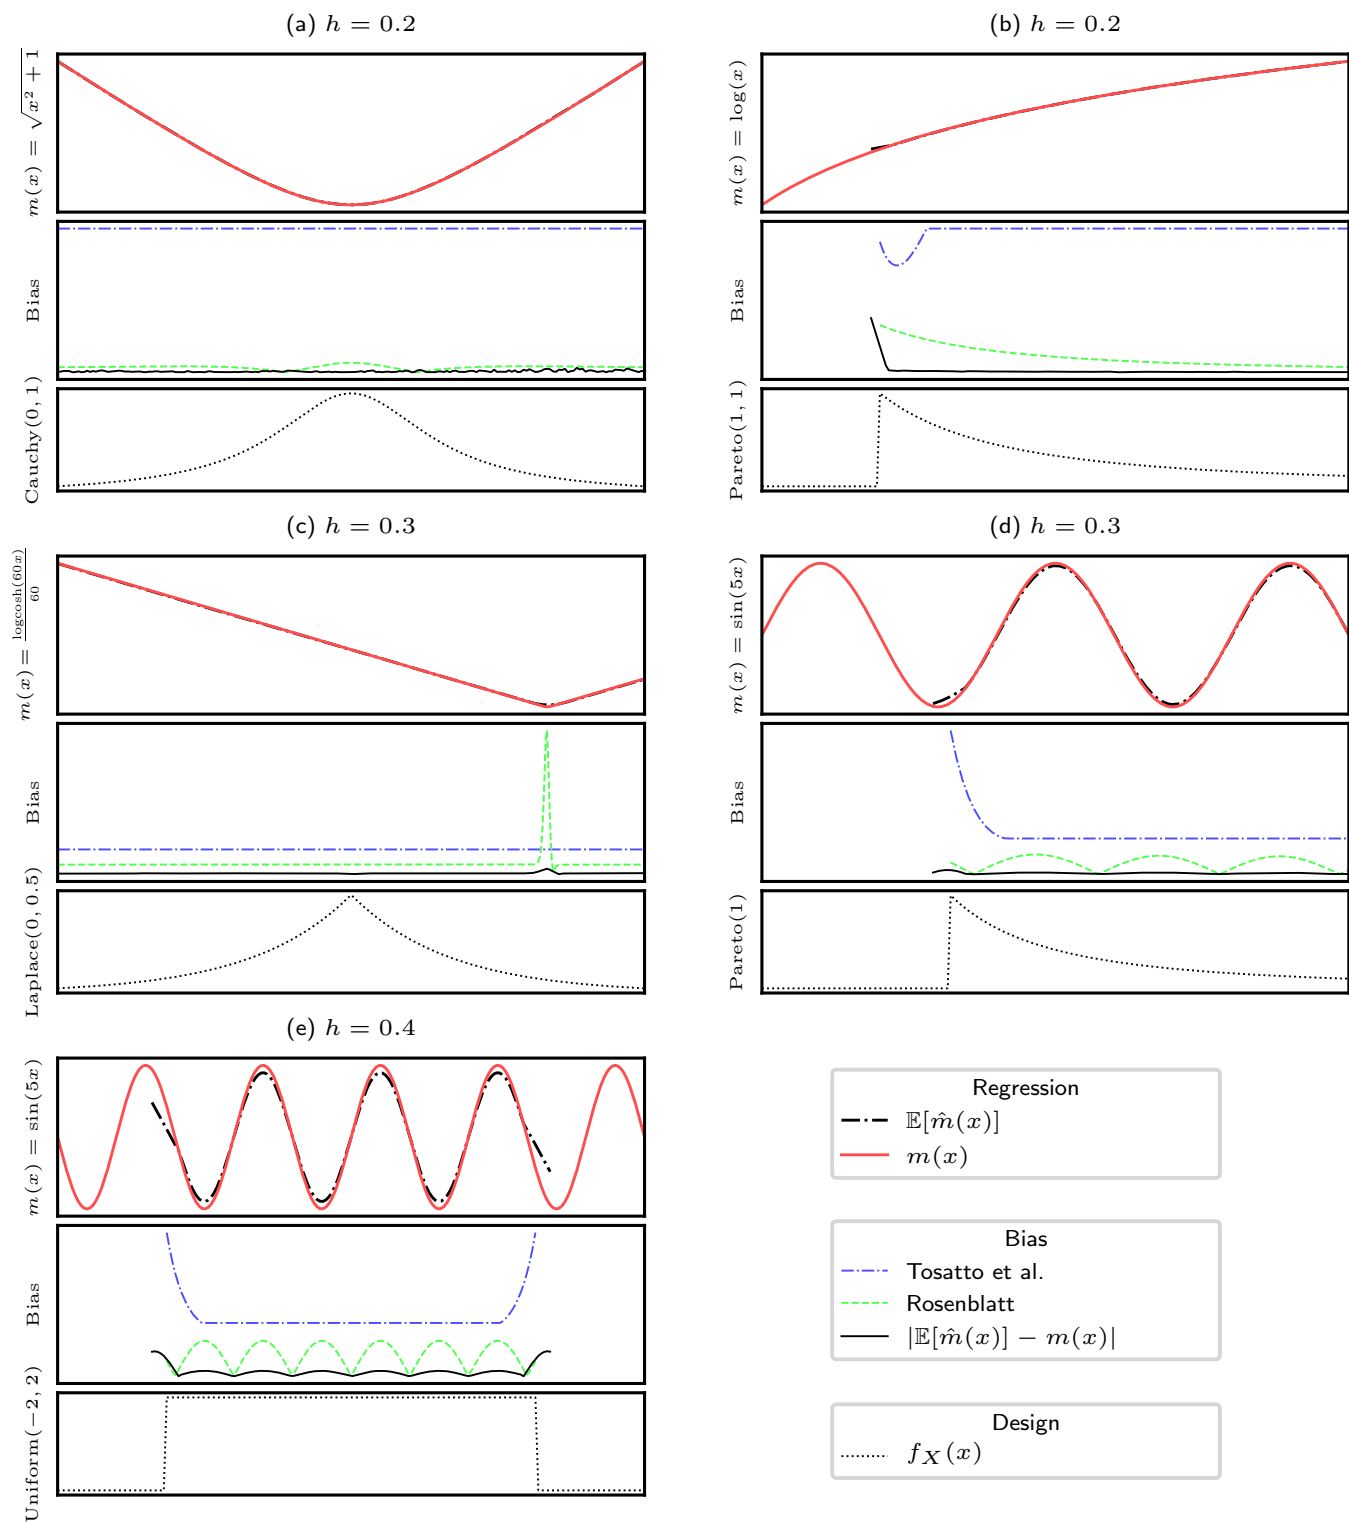 (a) h = 0.2
m(x) = √(x² + 1)
Bias
Cauchy(0, 1)
(b) h = 0.2
m(x) = log(x)
Bias
Pareto(1, 1)
(c) h = 0.3
m(x) = logcosh(60x)/60
Bias
Laplace(0, 0.5)
(d) h = 0.3
m(x) = sin(5x)
Bias
Pareto(1)
(e) h = 0.4
m(x) = sin(5x)
Bias
Uniform(−2, 2)
Regression
𝔼[m̂(x)]
m(x)
Bias
Tosatto et al.
Rosenblatt
|𝔼[m̂(x)] − m(x)|
Design
f_X(x)